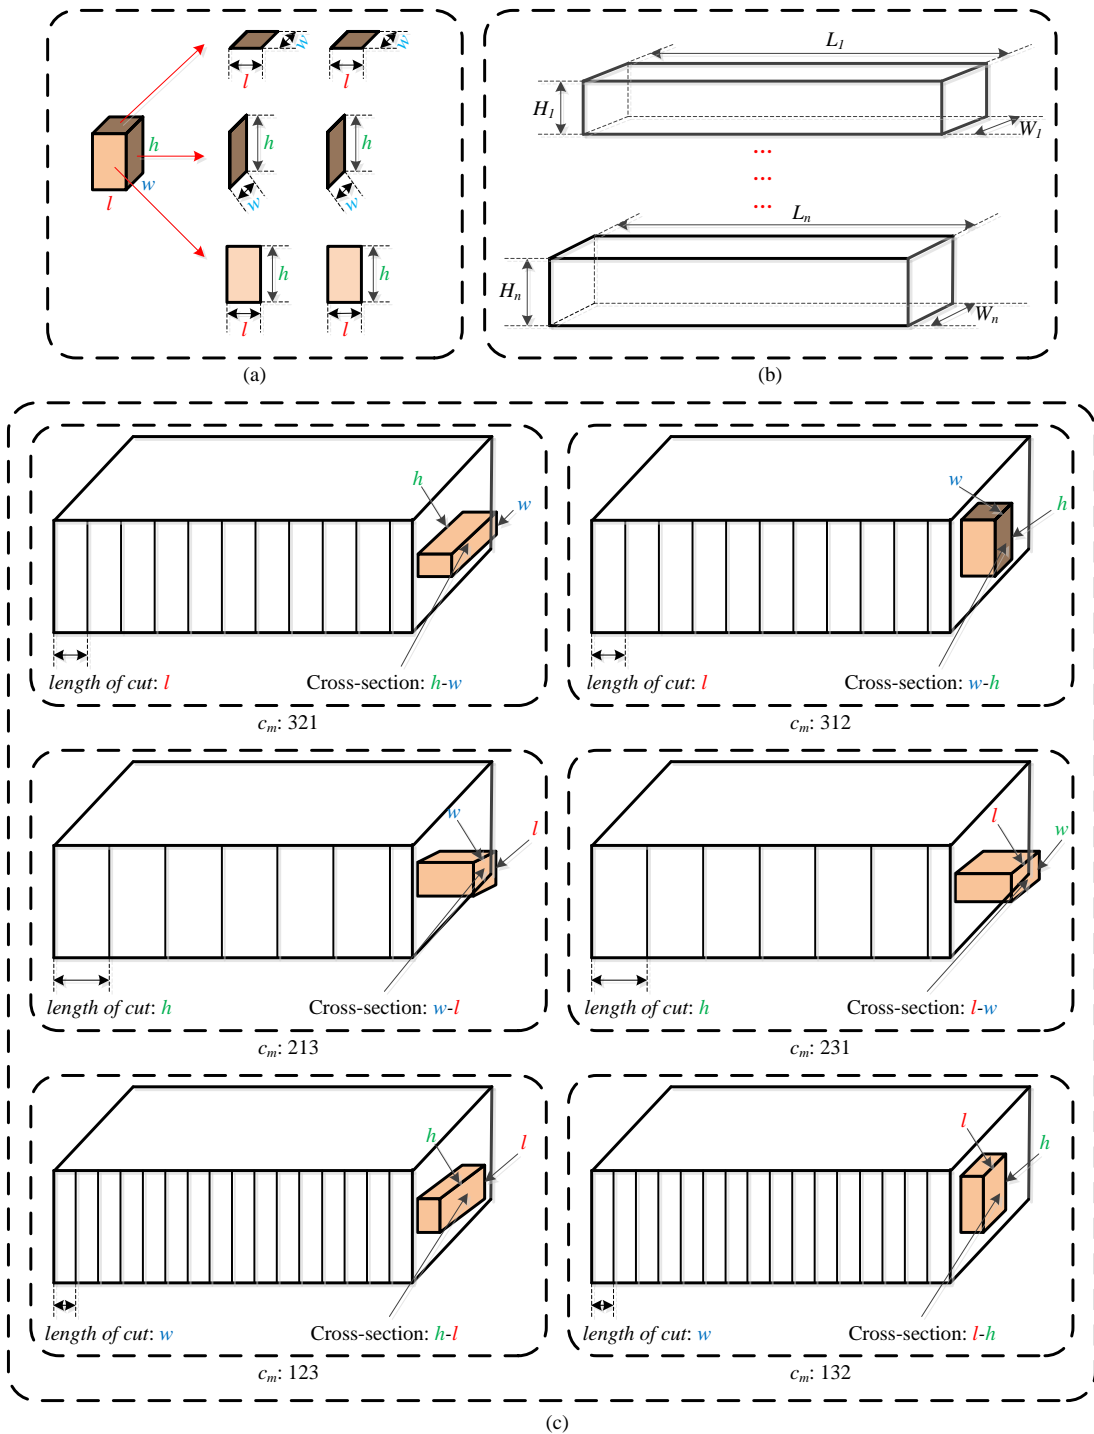 w w
l l
h h h
w
l
w w
h h
l l
(a)
L1
H1
W1
...
...
...
Ln
Hn
Wn
(b)
h
w
length of cut: l Cross-section: h-w
cm: 321
w
h
length of cut: l Cross-section: w-h
cm: 312
w
l
length of cut: h Cross-section: w-l
cm: 213
l
w
length of cut: h Cross-section: l-w
cm: 231
h
l
length of cut: w Cross-section: h-l
cm: 123
l
h
length of cut: w Cross-section: l-h
cm: 132
(c)